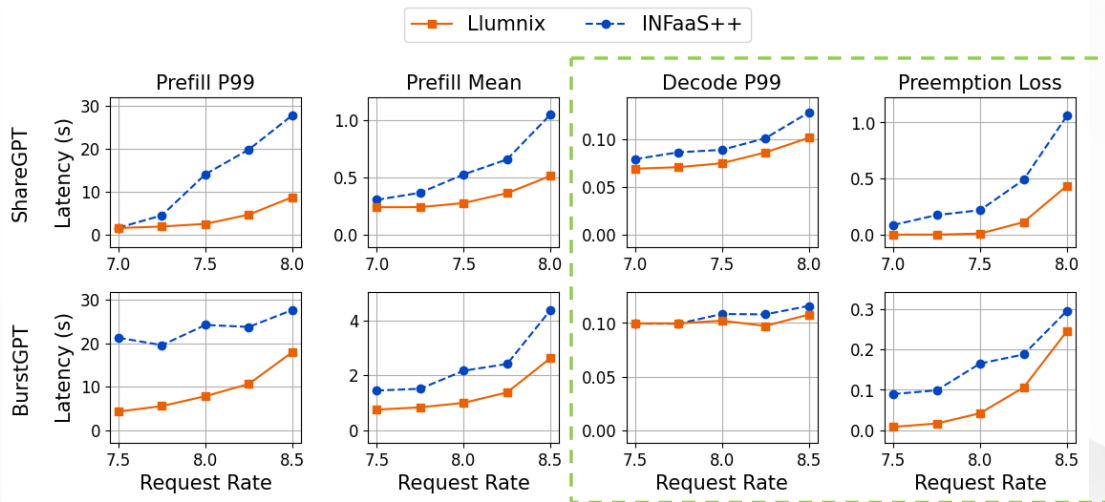 Llumnix INFaaS++
Prefill P99 Prefill Mean Decode P99 Preemption Loss
ShareGPT
Latency (s)
30
20
10
0
7.0 7.5 8.0
1.0
0.5
0.0
7.0 7.5 8.0
0.10
0.05
0.00
7.0 7.5 8.0
1.0
0.5
0.0
7.0 7.5 8.0
BurstGPT
Latency (s)
30
20
10
0
7.5 8.0 8.5
Request Rate
4
2
0
7.5 8.0 8.5
Request Rate
0.10
0.05
0.00
7.5 8.0 8.5
Request Rate
0.3
0.2
0.1
0.0
7.5 8.0 8.5
Request Rate